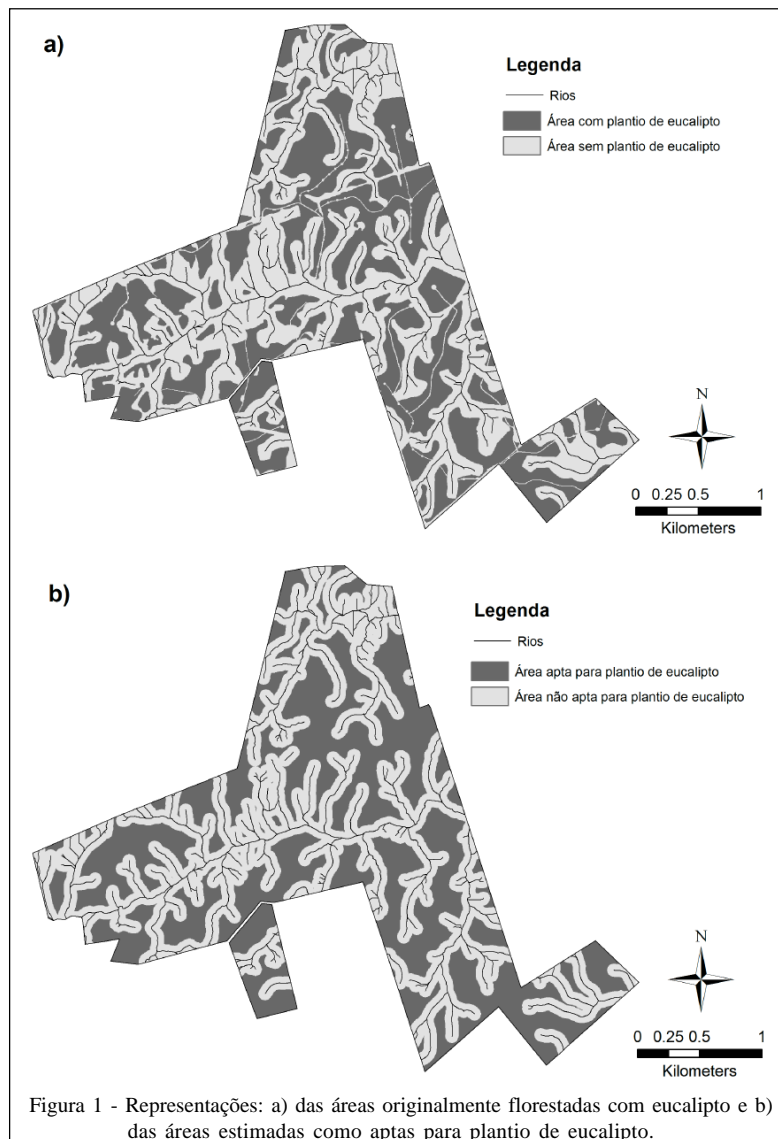 a)
Legenda
Rios
Área com plantio de eucalipto
Área sem plantio de eucalipto
N
0 0.25 0.5 1
Kilometers
b)
Legenda
Rios
Área apta para plantio de eucalipto
Área não apta para plantio de eucalipto
N
0 0.25 0.5 1
Kilometers
Figura 1 - Representações: a) das áreas originalmente florestadas com eucalipto e b)
das áreas estimadas como aptas para plantio de eucalipto.